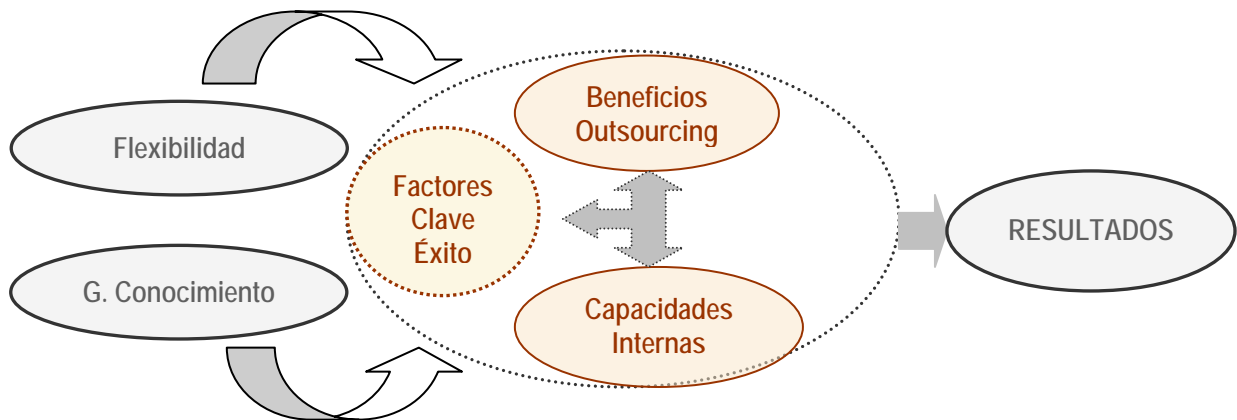 Flexibilidad
G. Conocimiento
Factores
Clave
Éxito
Beneficios
Outsourcing
Capacidades
Internas
RESULTADOS